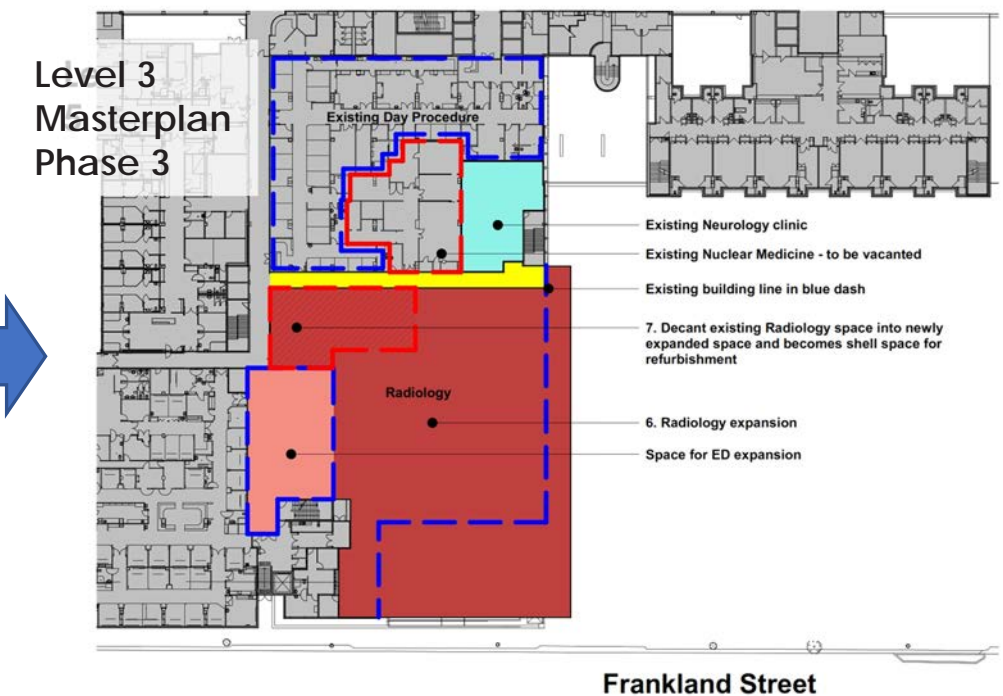 Level 3
Masterplan
Phase 3
Existing Day Procedure
Existing Neurology clinic
Existing Nuclear Medicine - to be vacanted
Existing building line in blue dash
7. Decant existing Radiology space into newly
expanded space and becomes shell space for
refurbishment
Radiology
6. Radiology expansion
Space for ED expansion
Frankland Street